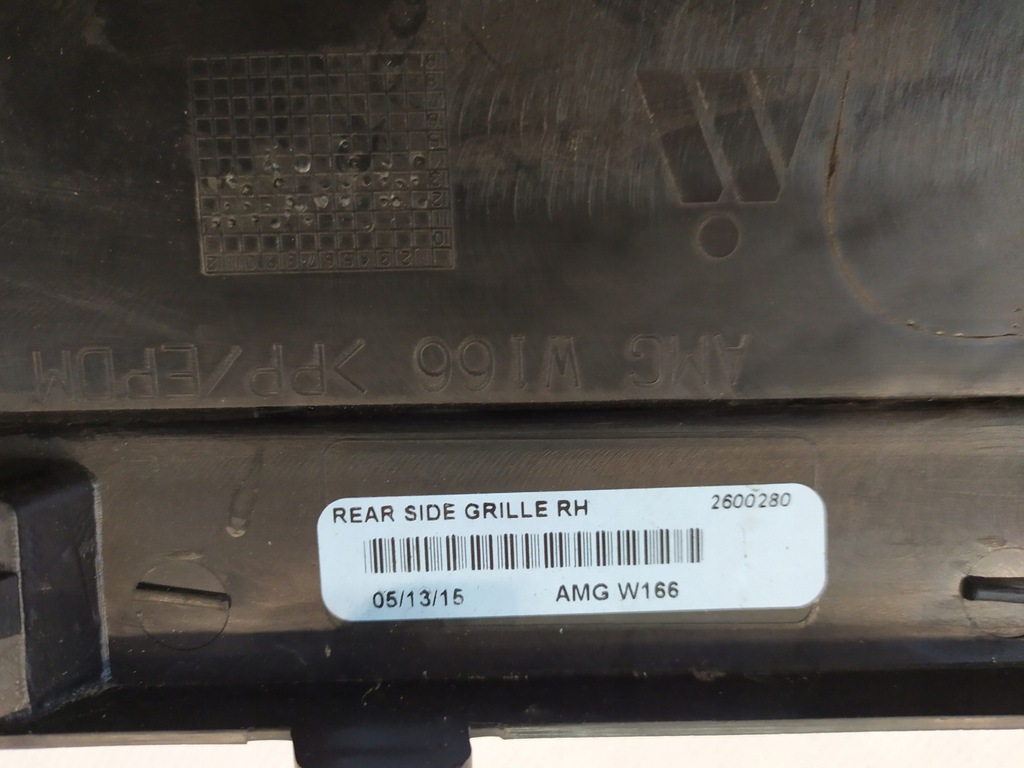 AMG W166 >PP/EPDM
REAR SIDE GRILLE RH 2600280
05/13/15 AMG W166